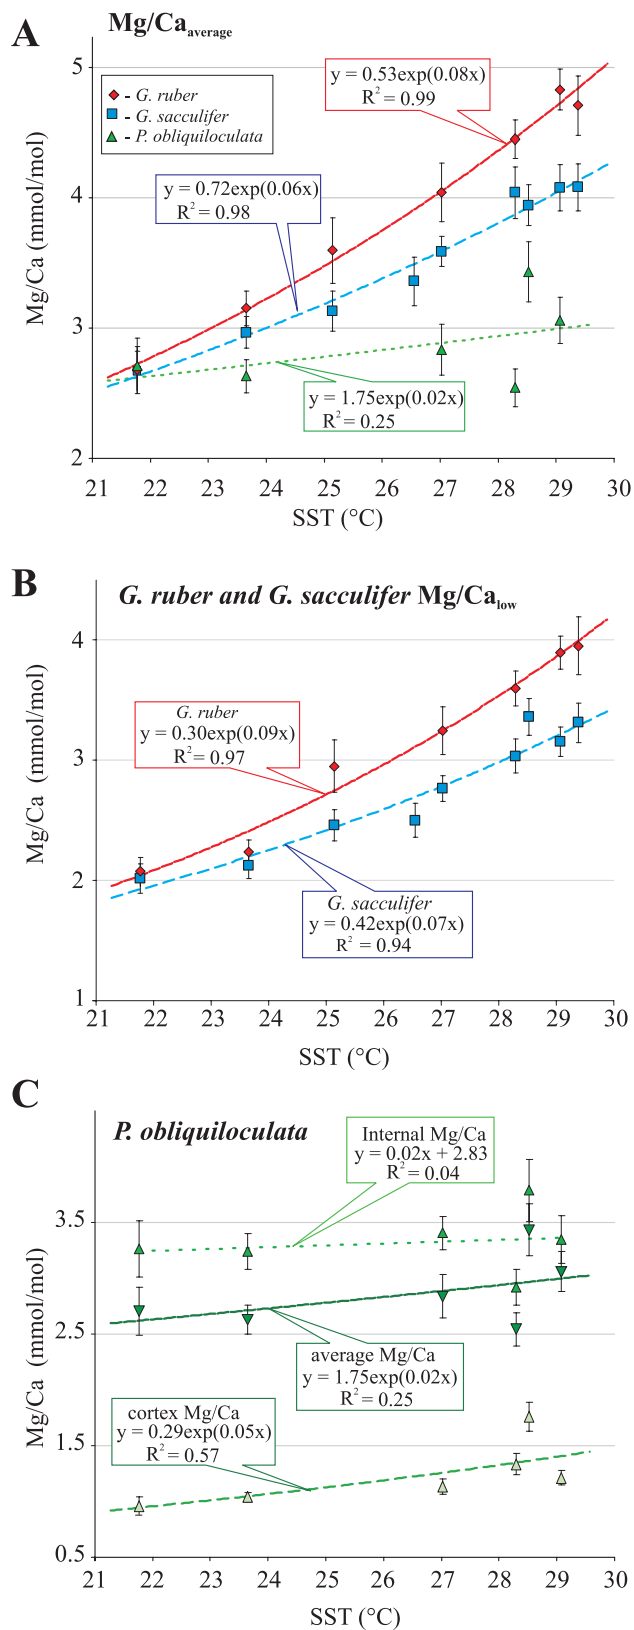 A
Mg/Ca average
5
4
3
2
Mg/Ca (mmol/mol)
- G. ruber
- G. sacculifer
- P. obliquiloculata
y = 0.53exp(0.08x)
R² = 0.99
y = 0.72exp(0.06x)
R² = 0.98
y = 1.75exp(0.02x)
R² = 0.25
21 22 23 24 25 26 27 28 29 30
SST (°C)
B
G. ruber and G. sacculifer Mg/Ca low
4
3
2
1
Mg/Ca (mmol/mol)
G. ruber
y = 0.30exp(0.09x)
R² = 0.97
G. sacculifer
y = 0.42exp(0.07x)
R² = 0.94
21 22 23 24 25 26 27 28 29 30
SST (°C)
C
P. obliquiloculata
3.5
2.5
1.5
0.5
Mg/Ca (mmol/mol)
Internal Mg/Ca
y = 0.02x + 2.83
R² = 0.04
average Mg/Ca
y = 1.75exp(0.02x)
R² = 0.25
cortex Mg/Ca
y = 0.29exp(0.05x)
R² = 0.57
21 22 23 24 25 26 27 28 29 30
SST (°C)